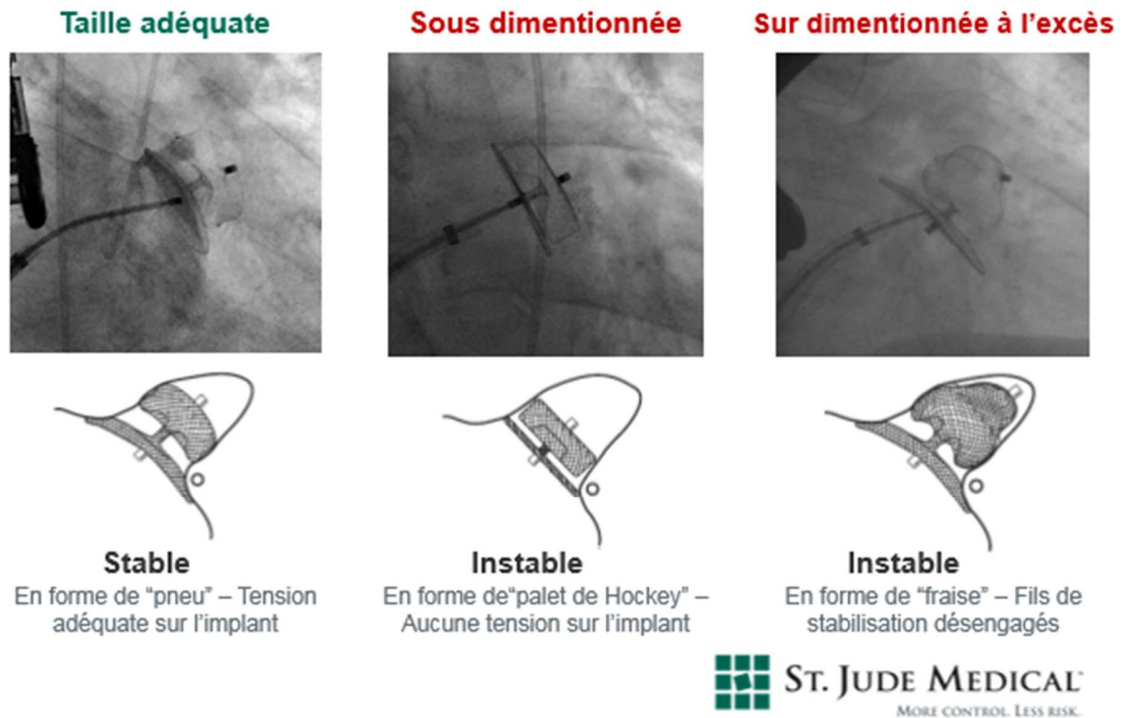 Taille adéquate
Sous dimentionnée
Sur dimentionnée à l'excès
Stable
En forme de “pneu” – Tension
adéquate sur l'implant
Instable
En forme de“palet de Hockey” –
Aucune tension sur l'implant
Instable
En forme de “fraise” – Fils de
stabilisation désengagés
ST. JUDE MEDICAL
MORE CONTROL. LESS RISK.